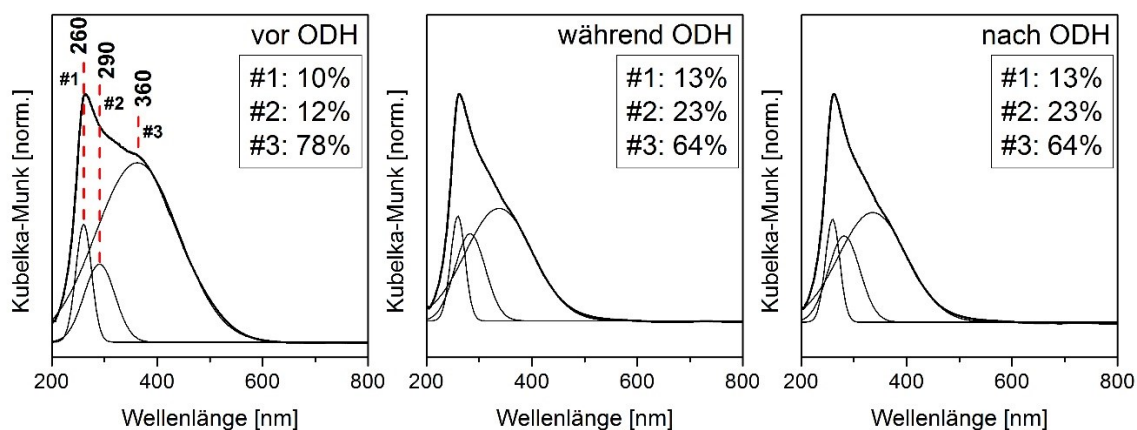 vor ODH
260
290
360
#1
#2
#3
#1: 10%
#2: 12%
#3: 78%
Kubelka-Munk [norm.]
200 400 600 800
Wellenlänge [nm]
während ODH
#1: 13%
#2: 23%
#3: 64%
Kubelka-Munk [norm.]
200 400 600 800
Wellenlänge [nm]
nach ODH
#1: 13%
#2: 23%
#3: 64%
Kubelka-Munk [norm.]
200 400 600 800
Wellenlänge [nm]